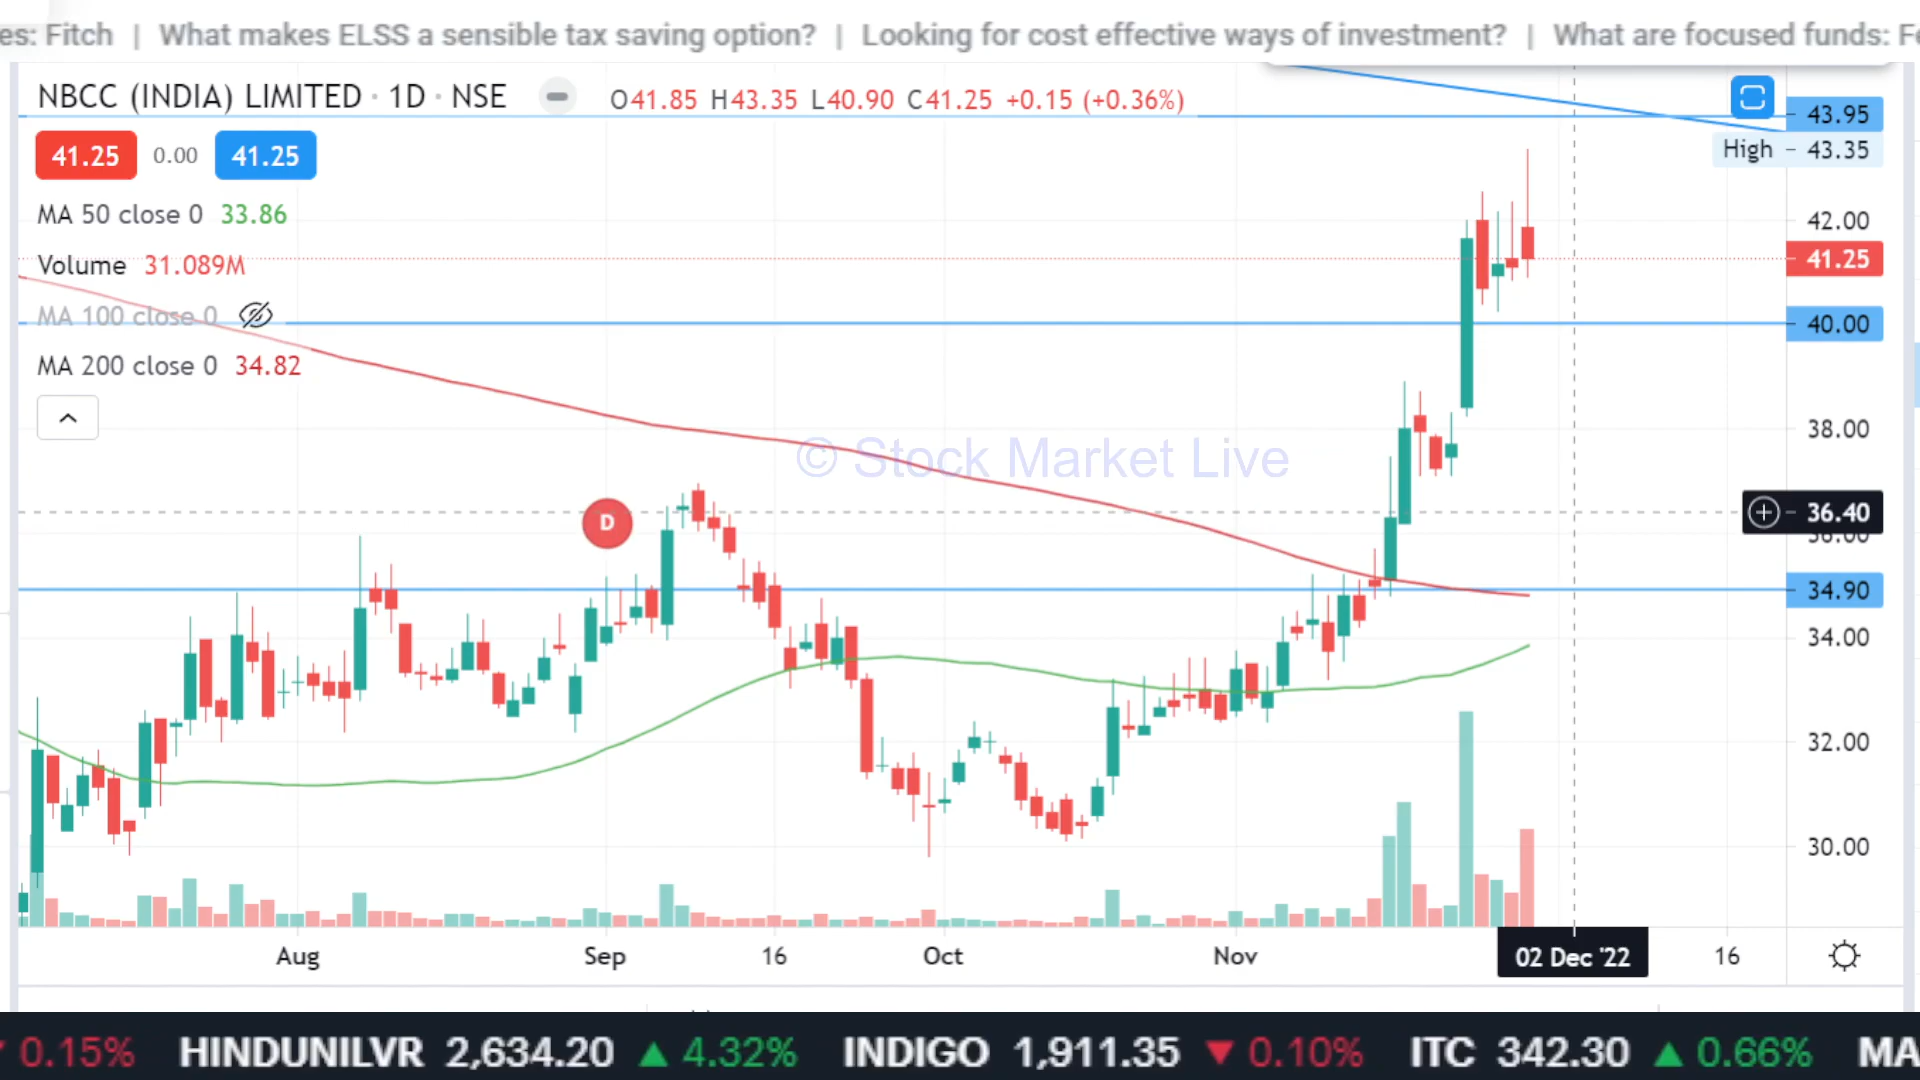 es: Fitch | What makes ELSS a sensible tax saving option? | Looking for cost effective ways of investment? | What are focused funds: Fe
NBCC (INDIA) LIMITED · 1D · NSE O41.85 H43.35 L40.90 C41.25 +0.15 (+0.36%)
43.95
High 43.35
41.25 0.00 41.25
MA 50 close 0 33.86
42.00
Volume 31.089M
41.25
MA 100 close 0
40.00
MA 200 close 0 34.82
38.00
© Stock Market Live
D
36.40
36.00
34.90
34.00
32.00
30.00
Aug Sep 16 Oct Nov 02 Dec '22 16
0.15% HINDUNILVR 2,634.20 ▲ 4.32% INDIGO 1,911.35 ▼ 0.10% ITC 342.30 ▲ 0.66% MA